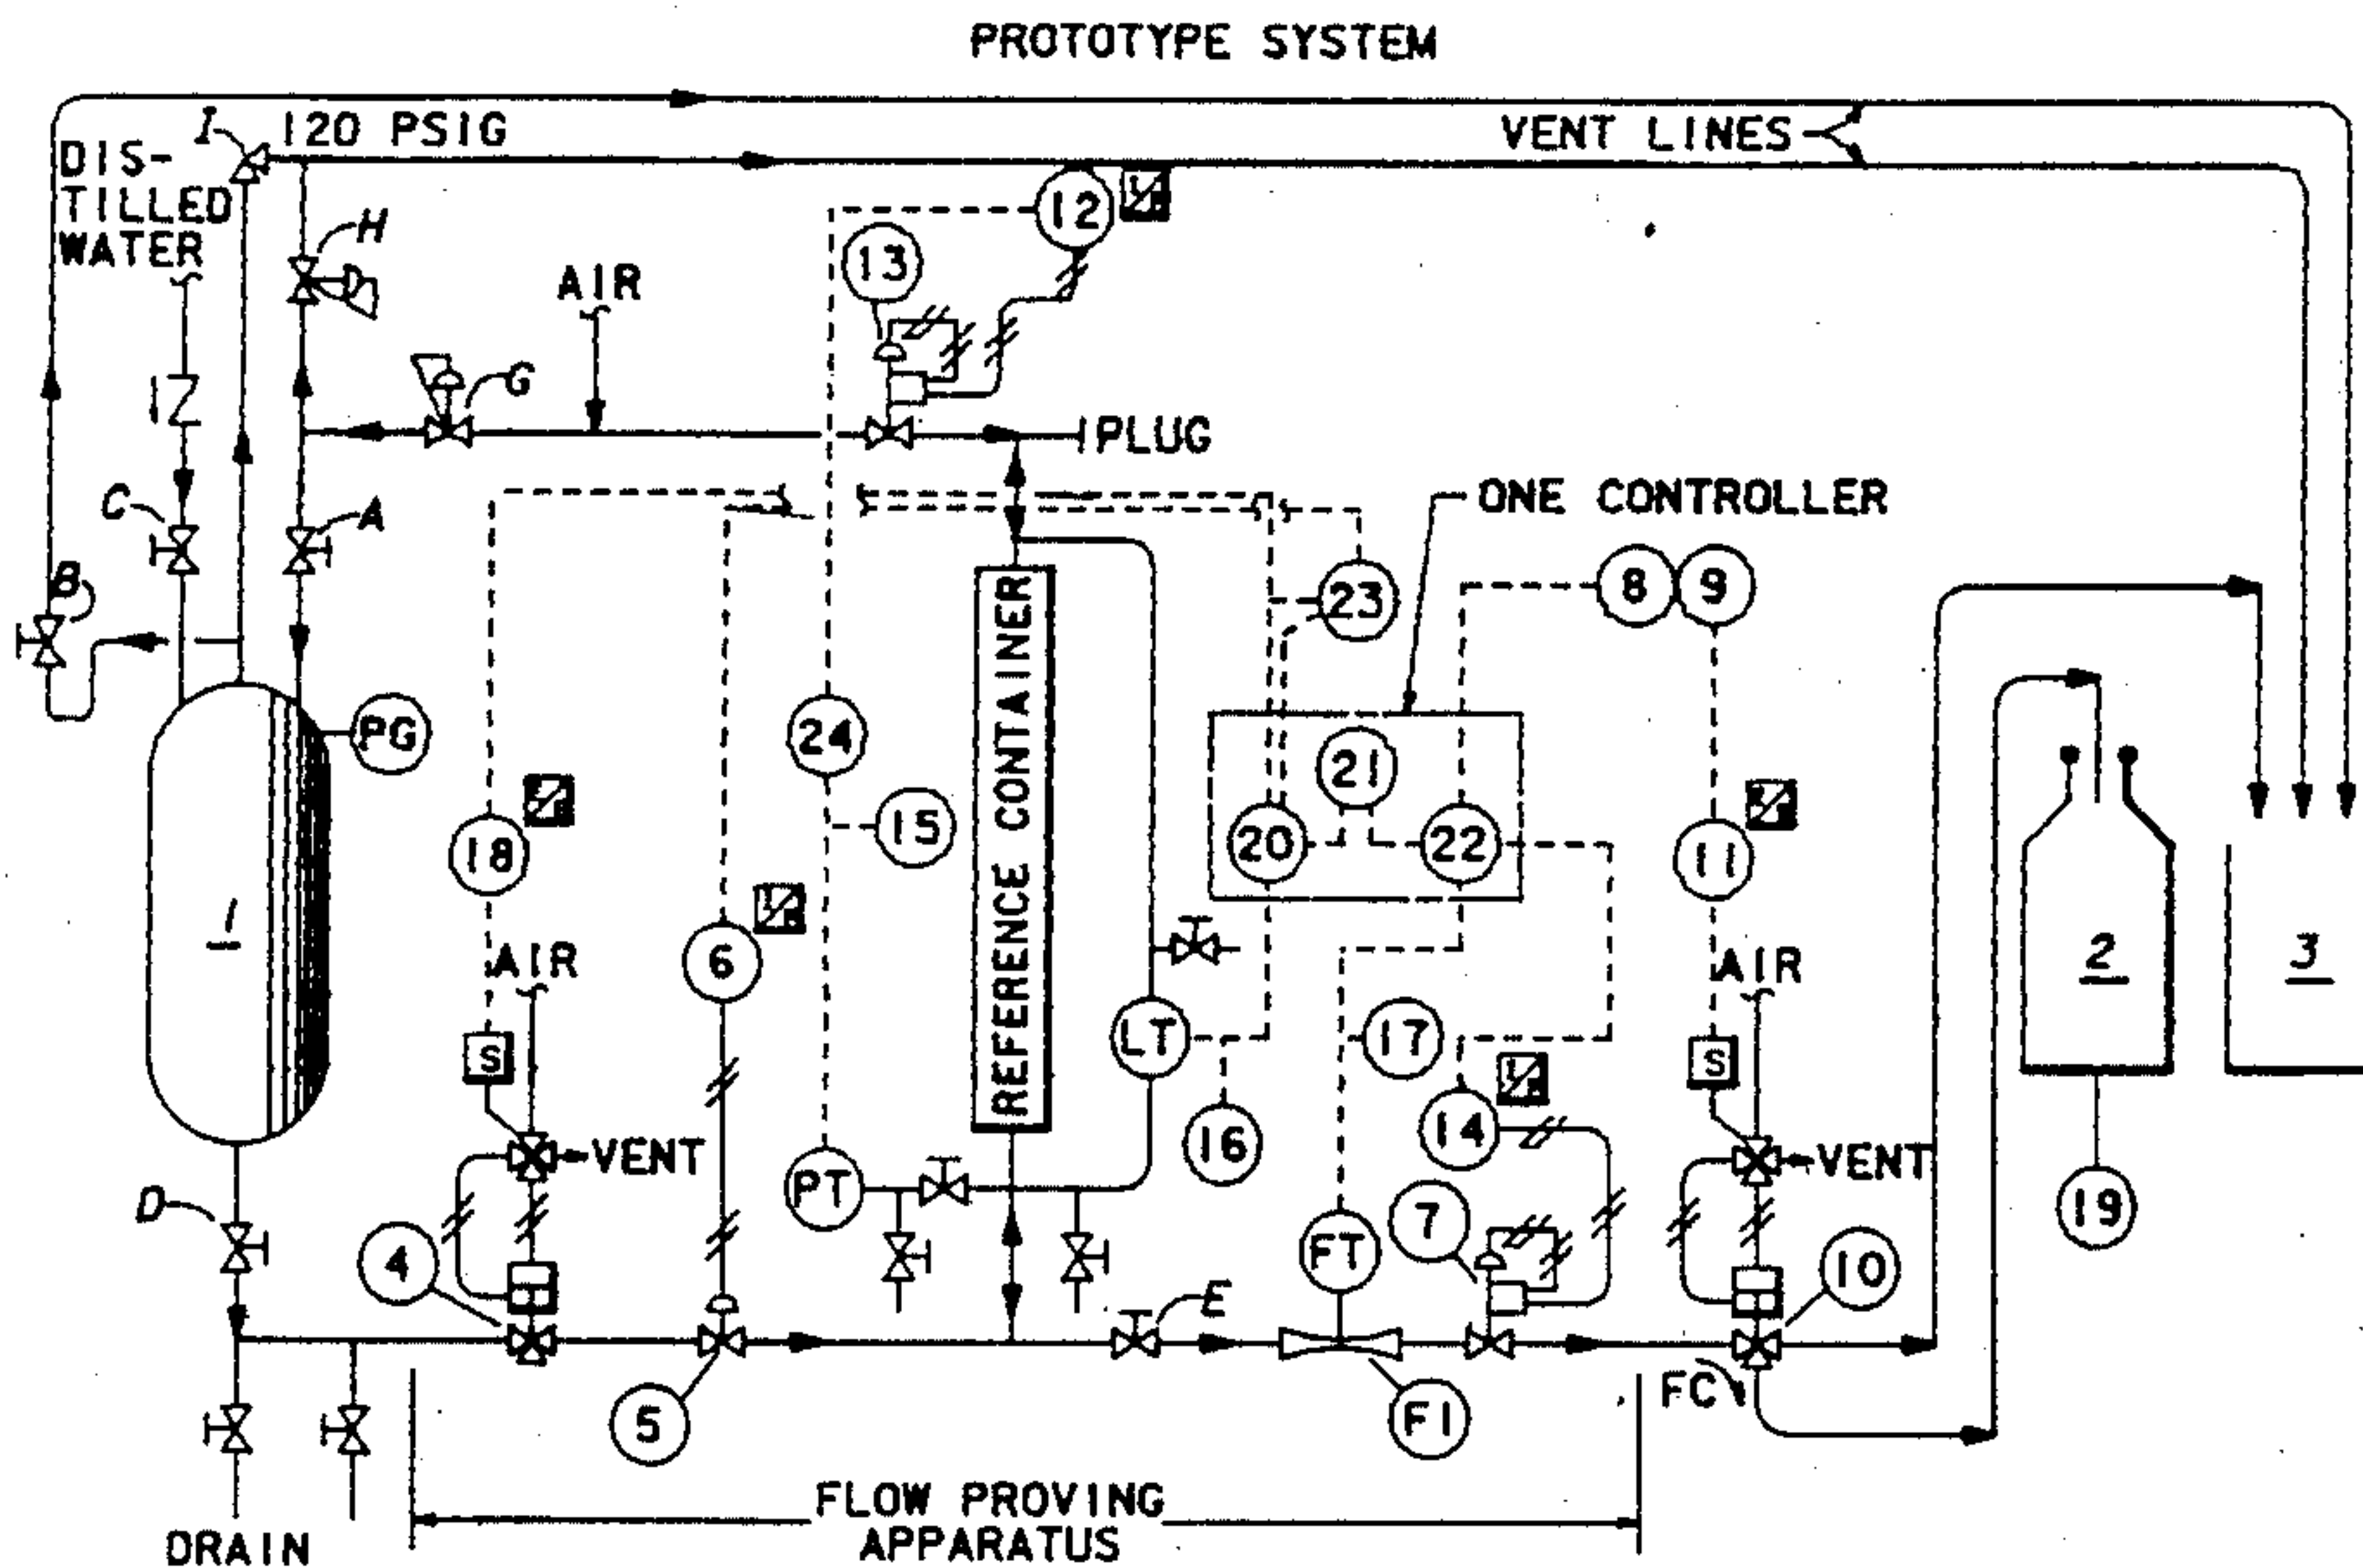 PROTOTYPE SYSTEM
I
120 PSIG
VENT LINES
DIS-
TILLED
WATER
H
12
13
AIR
G
PLUG
C
A
ONE CONTROLLER
B
8
9
23
PG
24
21
15
20
22
18
11
6
1
AIR
REFERENCE CONTAINER
2
3
AIR
S
LT
17
S
16
14
VENT
VENT
PT
D
7
19
4
FT
10
E
FC
5
FI
FLOW PROVING
APPARATUS
DRAIN